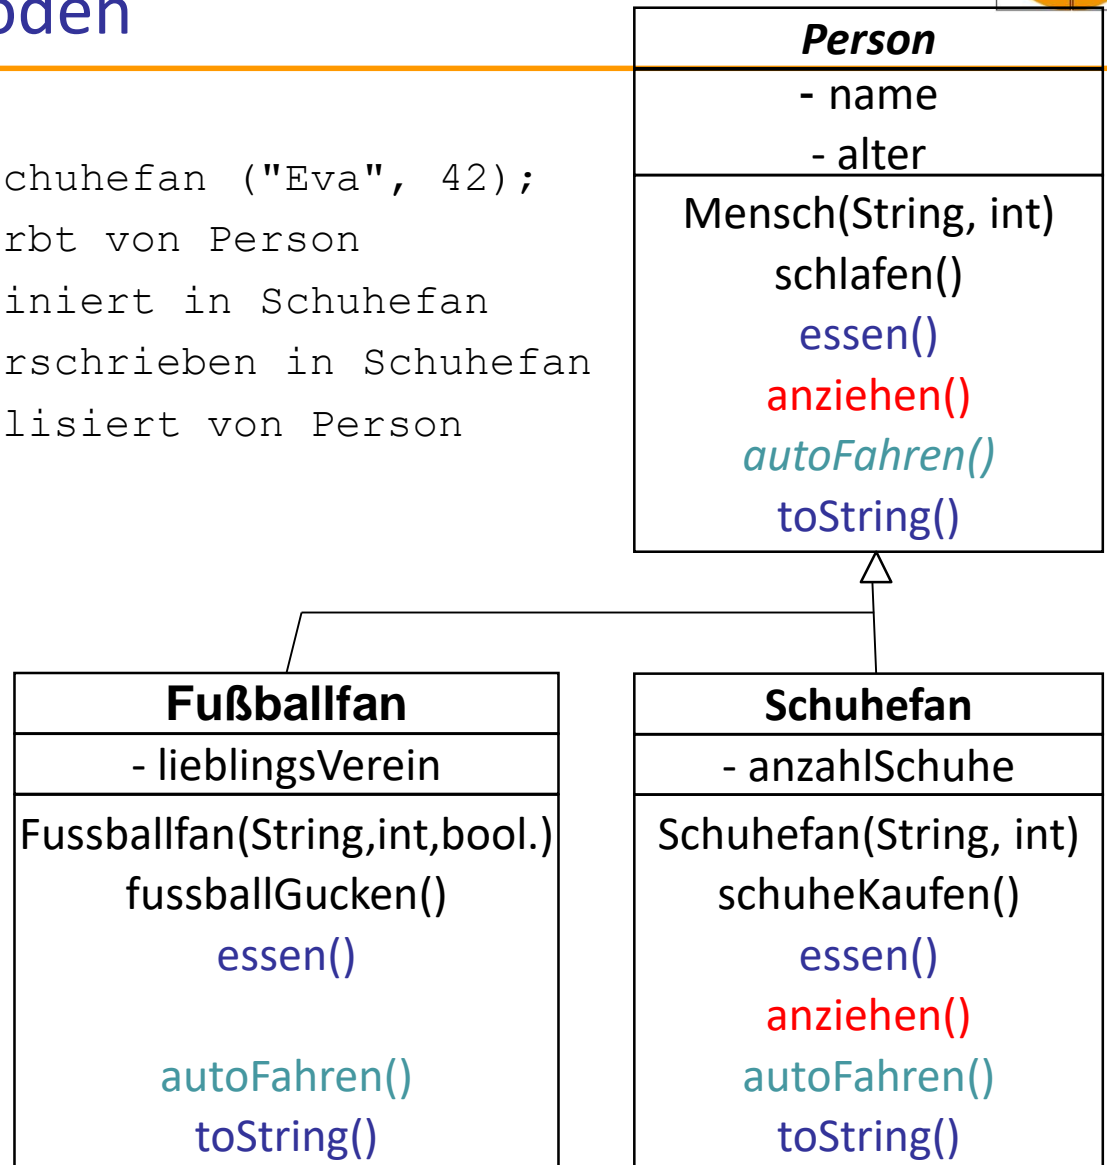 oden
chuhefan ("Eva", 42);
rbt von Person
iniert in Schuhefan
rschrieben in Schuhefan
lisiert von Person
Person
- name
- alter
Mensch(String, int)
schlafen()
essen()
anziehen()
autoFahren()
toString()
Fußballfan
- lieblingsVerein
Fussballfan(String,int,bool.)
fussballGucken()
essen()
autoFahren()
toString()
Schuhefan
- anzahlSchuhe
Schuhefan(String, int)
schuheKaufen()
essen()
anziehen()
autoFahren()
toString()